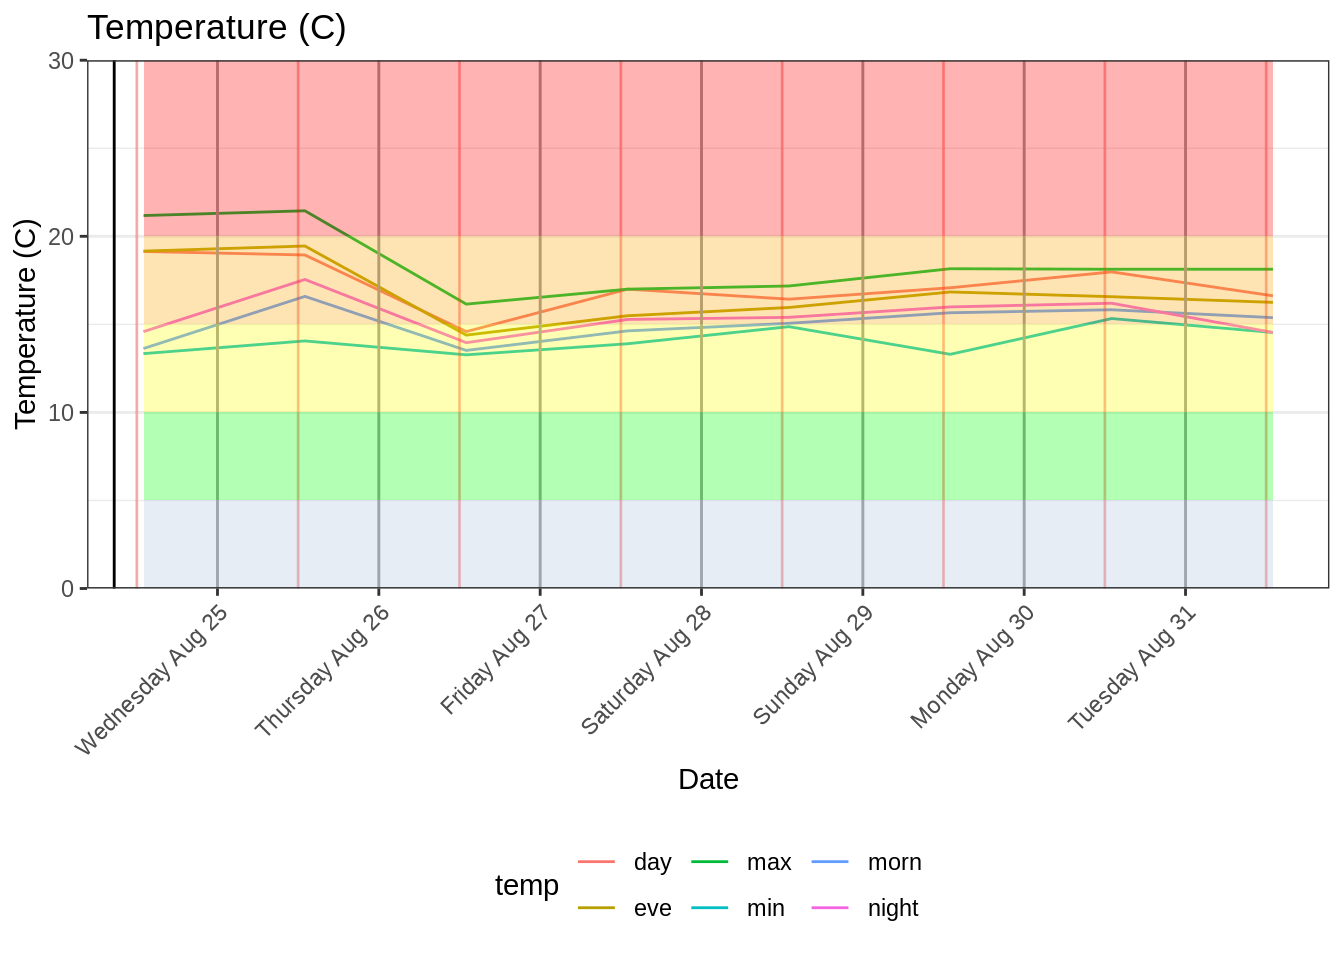 Temperature (C)
30
20
10
0
Temperature (C)
Wednesday Aug 25
Thursday Aug 26
Friday Aug 27
Saturday Aug 28
Sunday Aug 29
Monday Aug 30
Tuesday Aug 31
Date
temp
day
max
morn
eve
min
night